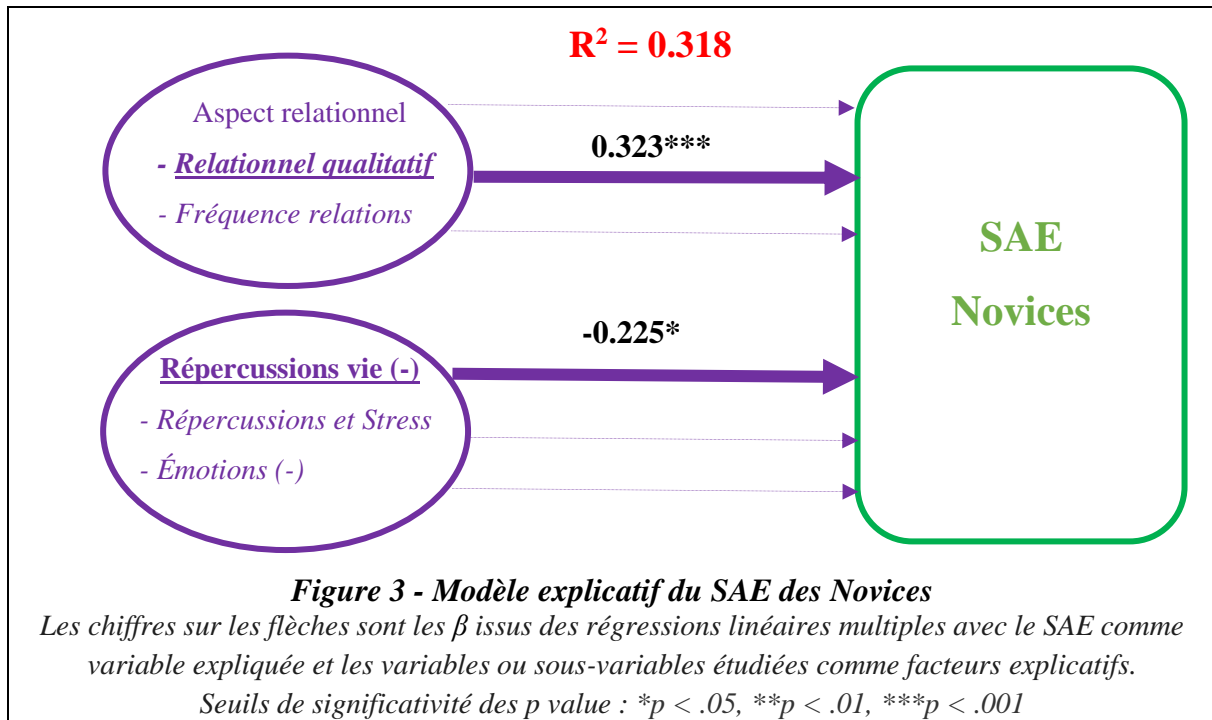 R² = 0.318
Aspect relationnel
- Relationnel qualitatif
- Fréquence relations
0.323***
Répercussions vie (-)
- Répercussions et Stress
- Émotions (-)
-0.225*
SAE
Novices
Figure 3 - Modèle explicatif du SAE des Novices
Les chiffres sur les flèches sont les β issus des régressions linéaires multiples avec le SAE comme
variable expliquée et les variables ou sous-variables étudiées comme facteurs explicatifs.
Seuils de significativité des p value : *p < .05, **p < .01, ***p < .001